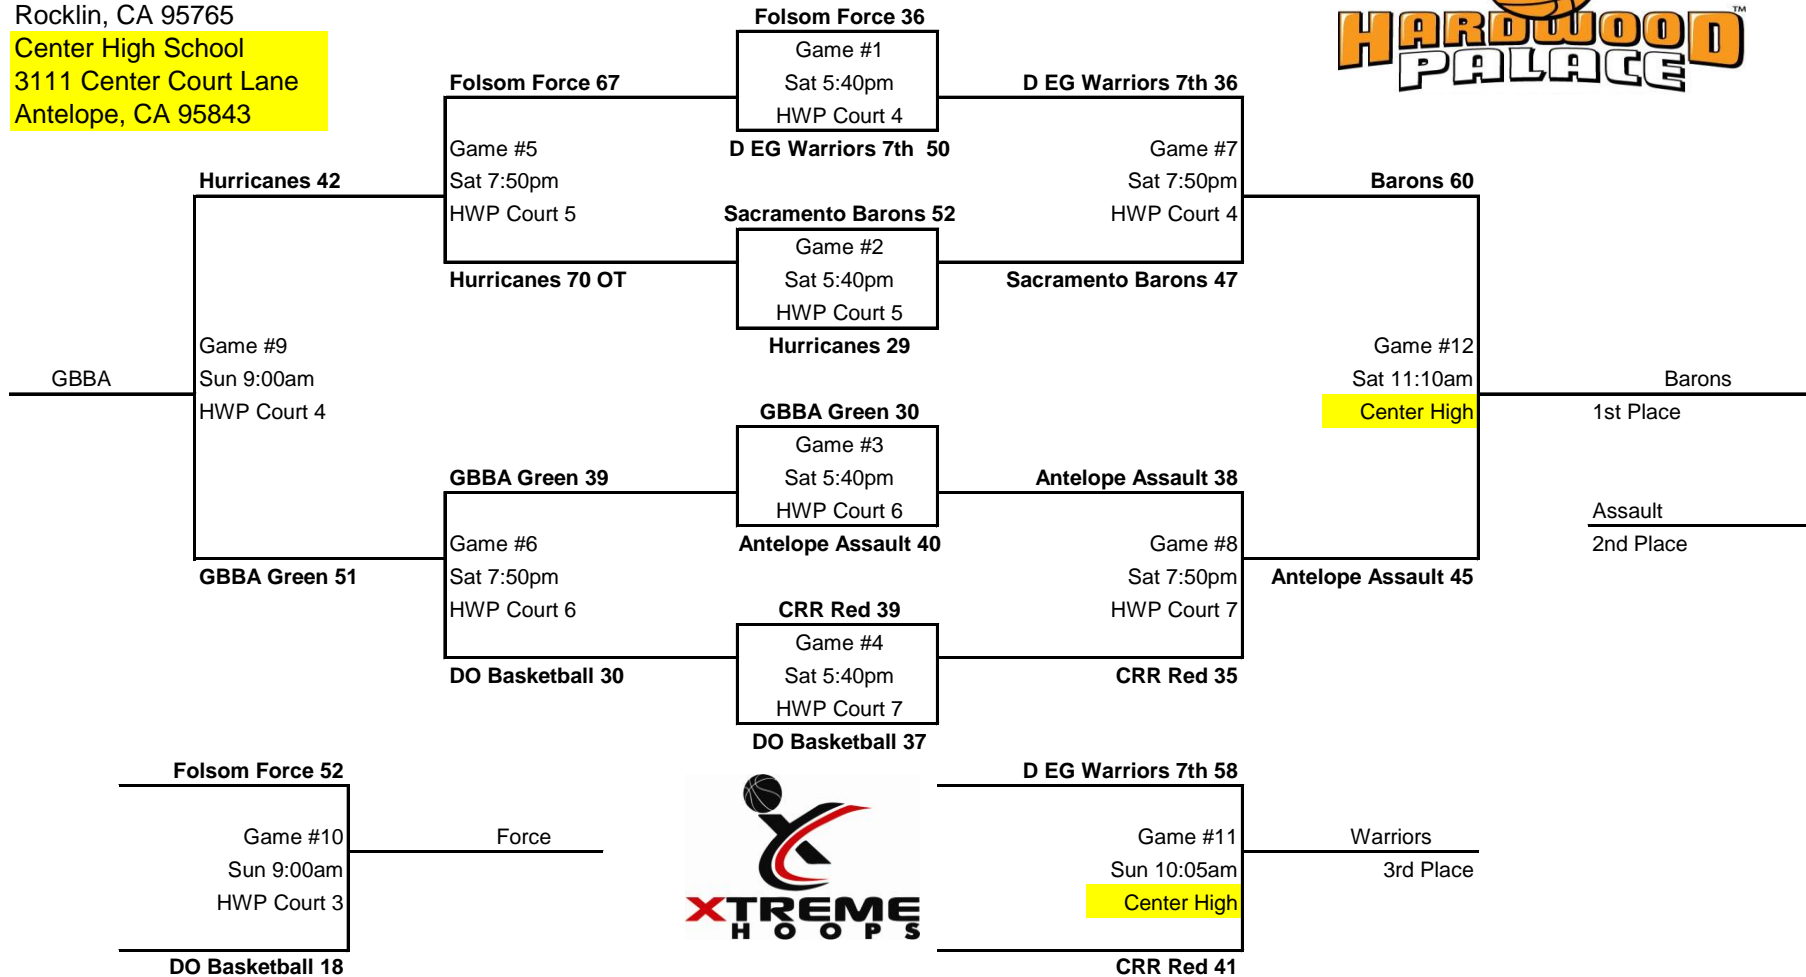 Rocklin, CA 95765
Center High School
3111 Center Court Lane
Antelope, CA 95843
HARDWOOD
PALACE™
Folsom Force 36
Game #1
Sat 5:40pm
HWP Court 4
D EG Warriors 7th  50
Folsom Force 67
Game #5
Sat 7:50pm
HWP Court 5
Hurricanes 70 OT
D EG Warriors 7th 36
Game #7
Sat 7:50pm
HWP Court 4
Sacramento Barons 47
Sacramento Barons 52
Game #2
Sat 5:40pm
HWP Court 5
Hurricanes 29
Hurricanes 42
Game #9
Sun 9:00am
HWP Court 4
GBBA Green 51
GBBA
Barons 60
Game #12
Sat 11:10am
Center High
Antelope Assault 45
Barons
1st Place
Assault
2nd Place
GBBA Green 30
Game #3
Sat 5:40pm
HWP Court 6
Antelope Assault 40
GBBA Green 39
Game #6
Sat 7:50pm
HWP Court 6
DO Basketball 30
Antelope Assault 38
Game #8
Sat 7:50pm
HWP Court 7
CRR Red 35
CRR Red 39
Game #4
Sat 5:40pm
HWP Court 7
DO Basketball 37
Folsom Force 52
Game #10
Sun 9:00am
HWP Court 3
DO Basketball 18
Force
XTREME
HOOPS
D EG Warriors 7th 58
Game #11
Sun 10:05am
Center High
CRR Red 41
Warriors
3rd Place